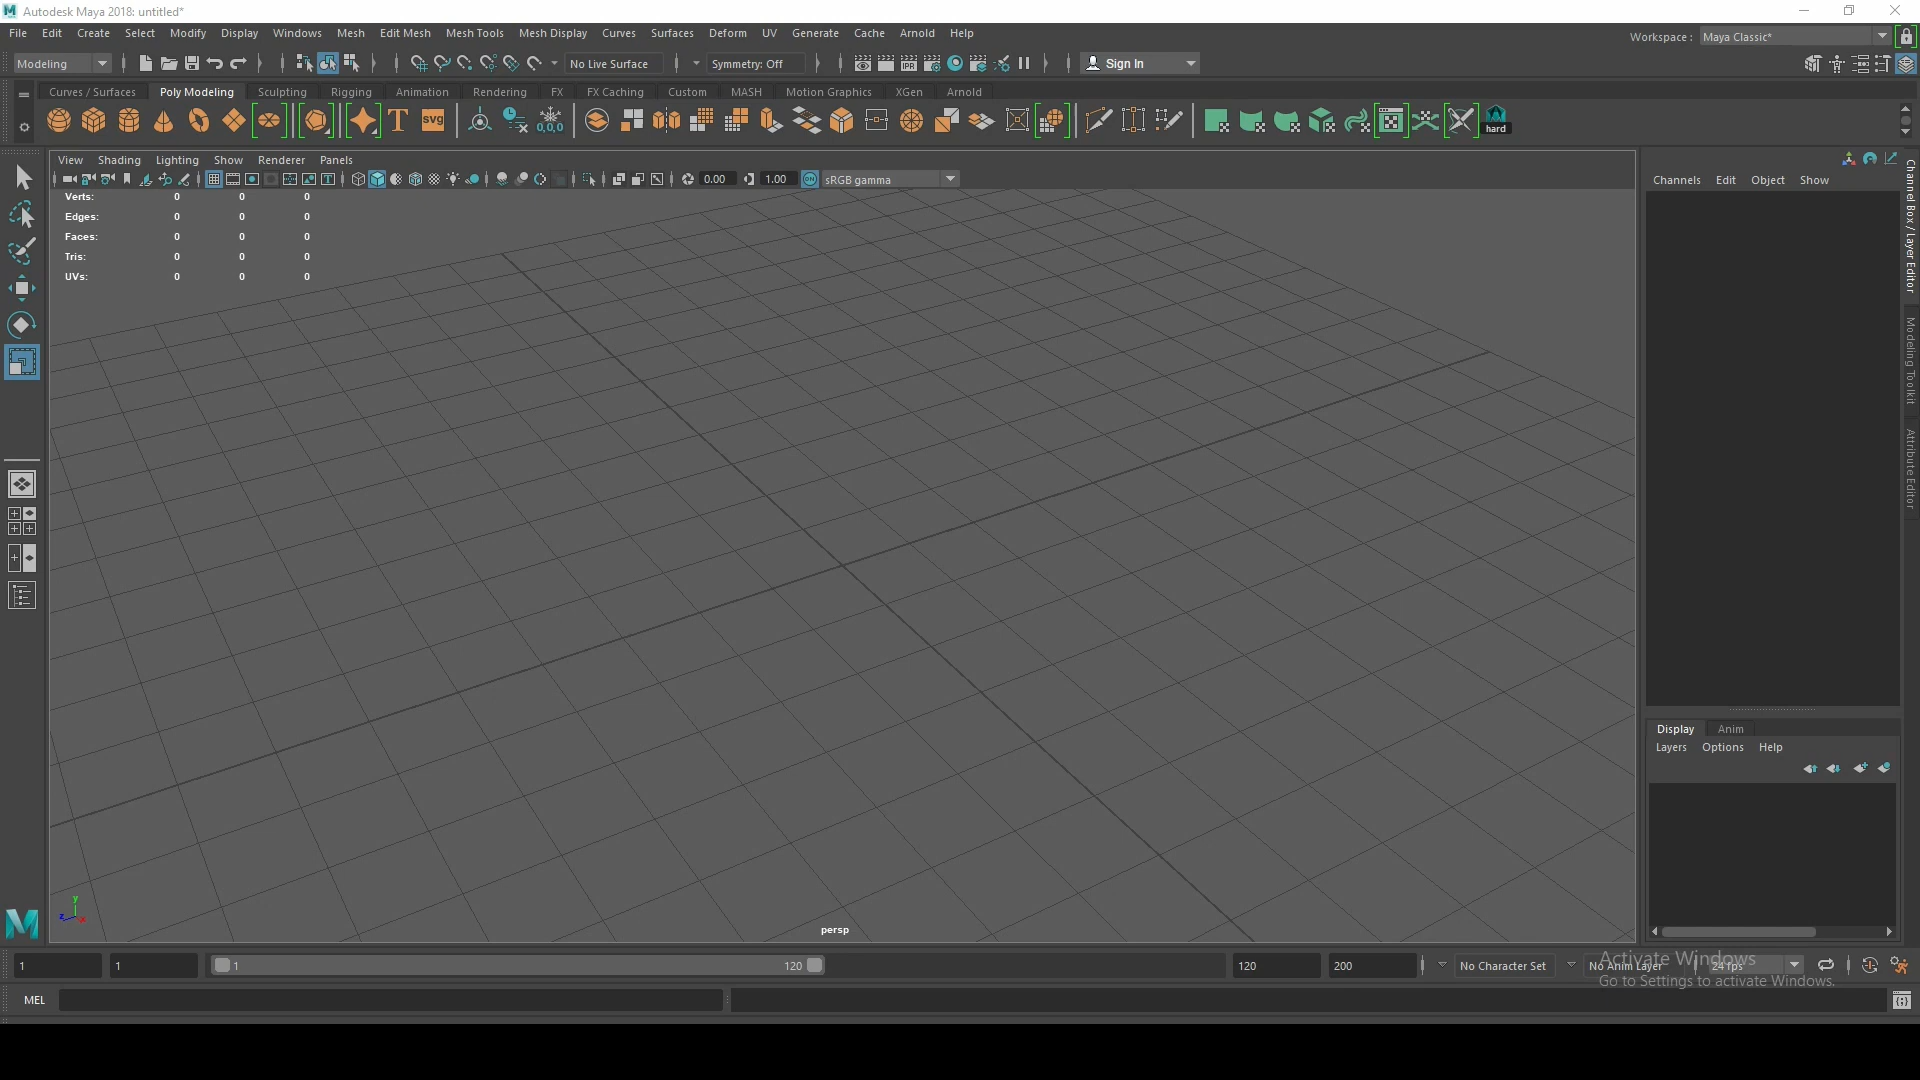 Autodesk Maya 2018: untitled*
File Edit Create Select Modify Display Windows Mesh Edit Mesh Mesh Tools Mesh Display Curves Surfaces Deform UV Generate Cache Arnold Help
Workspace : Maya Classic*
Modeling No Live Surface Symmetry: Off IPR Sign In
Curves / Surfaces Poly Modeling Sculpting Rigging Animation Rendering FX FX Caching Custom MASH Motion Graphics XGen Arnold
T svg 0,0,0 hard
View Shading Lighting Show Renderer Panels
0.00 1.00 ON sRGB gamma
Channels Edit Object Show
Channel Box / Layer Editor
Modeling Toolkit
Attribute Editor
Verts: 0 0 0
Edges: 0 0 0
Faces: 0 0 0
Tris: 0 0 0
UVs: 0 0 0
Display Anim
Layers Options Help
y
z x
persp
M
1 1 1 120 120 200 No Character Set No Anim Layer 24 fps
Activate Windows
Go to Settings to activate Windows.
MEL